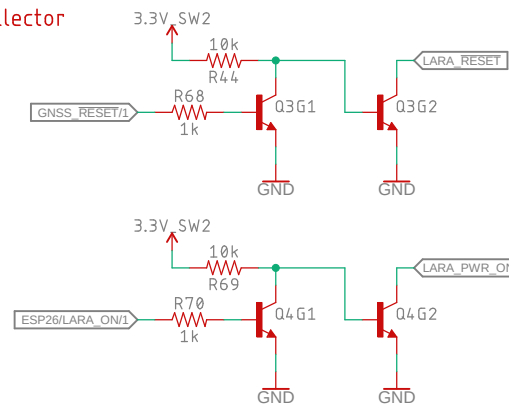 llector
3.3V_SW2
10k
R44
LARA_RESET
R68
GNSS_RESET/1
Q3G1
Q3G2
1k
GND
GND
3.3V_SW2
10k
LARA_PWR_ON
R69
R70
ESP26/LARA_ON/1
Q4G1
Q4G2
1k
GND
GND